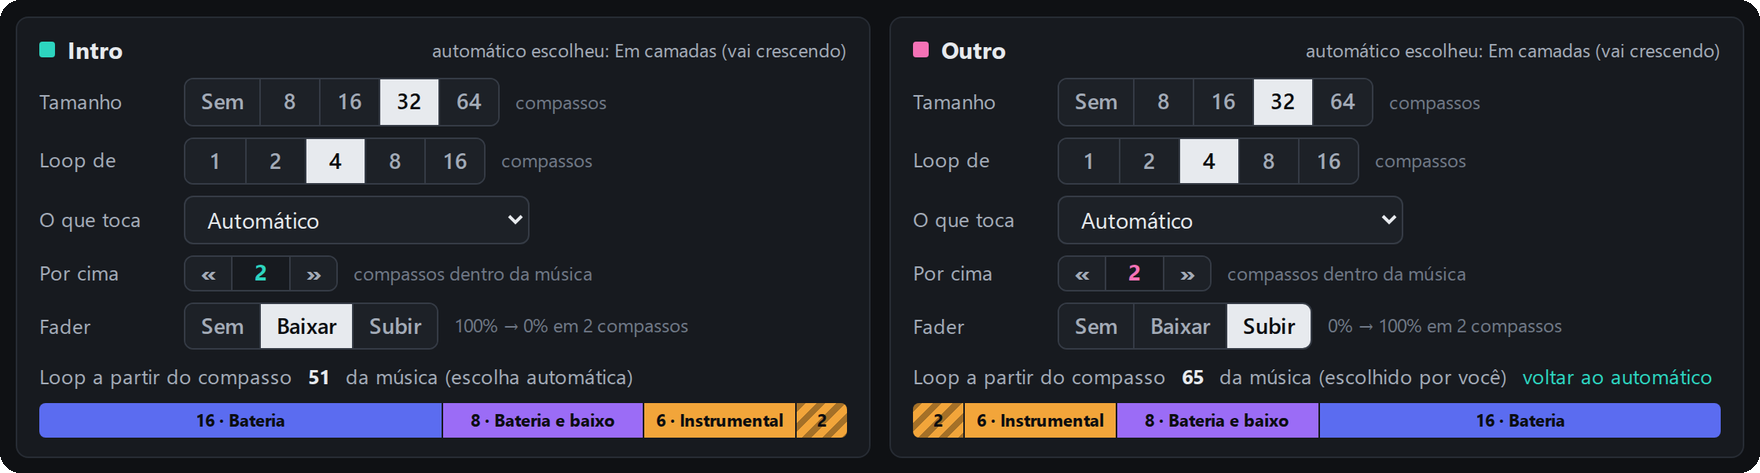 Intro automático escolheu: Em camadas (vai crescendo)
Tamanho Sem 8 16 32 64 compassos
Loop de 1 2 4 8 16 compassos
O que toca Automático
Por cima « 2 » compassos dentro da música
Fader Sem Baixar Subir 100% → 0% em 2 compassos
Loop a partir do compasso 51 da música (escolha automática)
16 · Bateria 8 · Bateria e baixo 6 · Instrumental 2
Outro automático escolheu: Em camadas (vai crescendo)
Tamanho Sem 8 16 32 64 compassos
Loop de 1 2 4 8 16 compassos
O que toca Automático
Por cima « 2 » compassos dentro da música
Fader Sem Baixar Subir 0% → 100% em 2 compassos
Loop a partir do compasso 65 da música (escolhido por você) voltar ao automático
2 6 · Instrumental 8 · Bateria e baixo 16 · Bateria